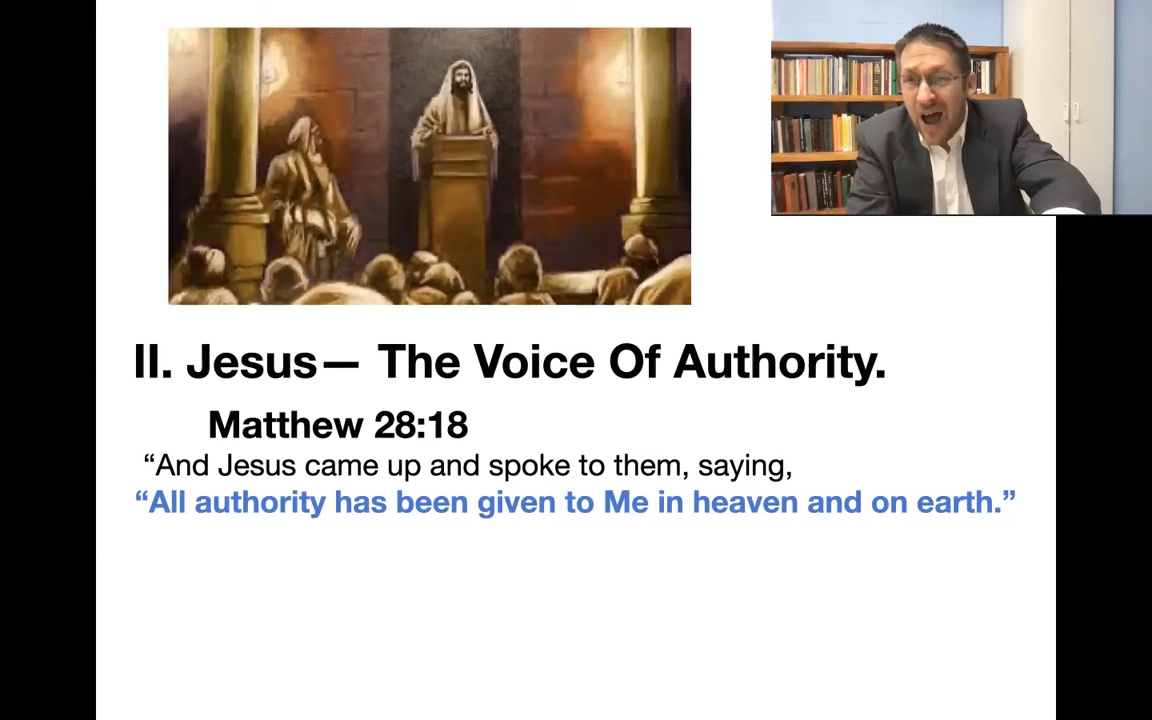 II. Jesus— The Voice Of Authority.
Matthew 28:18
“And Jesus came up and spoke to them, saying,
“All authority has been given to Me in heaven and on earth.”